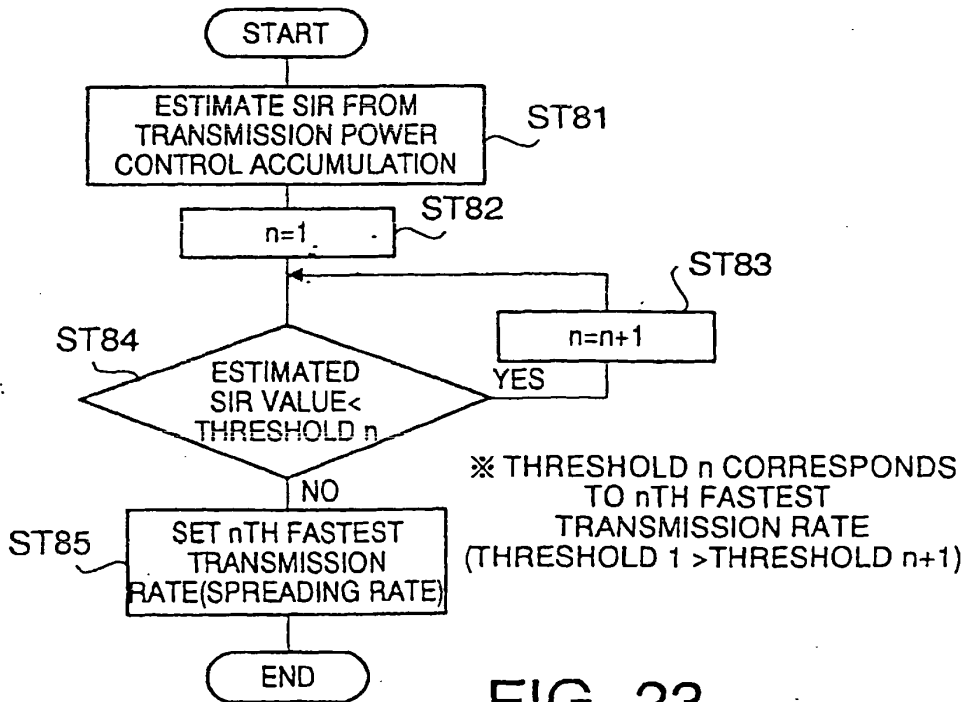 START
ESTIMATE SIR FROM
TRANSMISSION POWER
CONTROL ACCUMULATION
ST81
ST82
n=1
ST83
n=n+1
ST84
ESTIMATED
SIR VALUE<
THRESHOLD n
YES
NO
※ THRESHOLD n CORRESPONDS
TO nTH FASTEST
TRANSMISSION RATE
(THRESHOLD 1 >THRESHOLD n+1)
ST85
SET nTH FASTEST
TRANSMISSION
RATE(SPREADING RATE)
END
FIG. 23